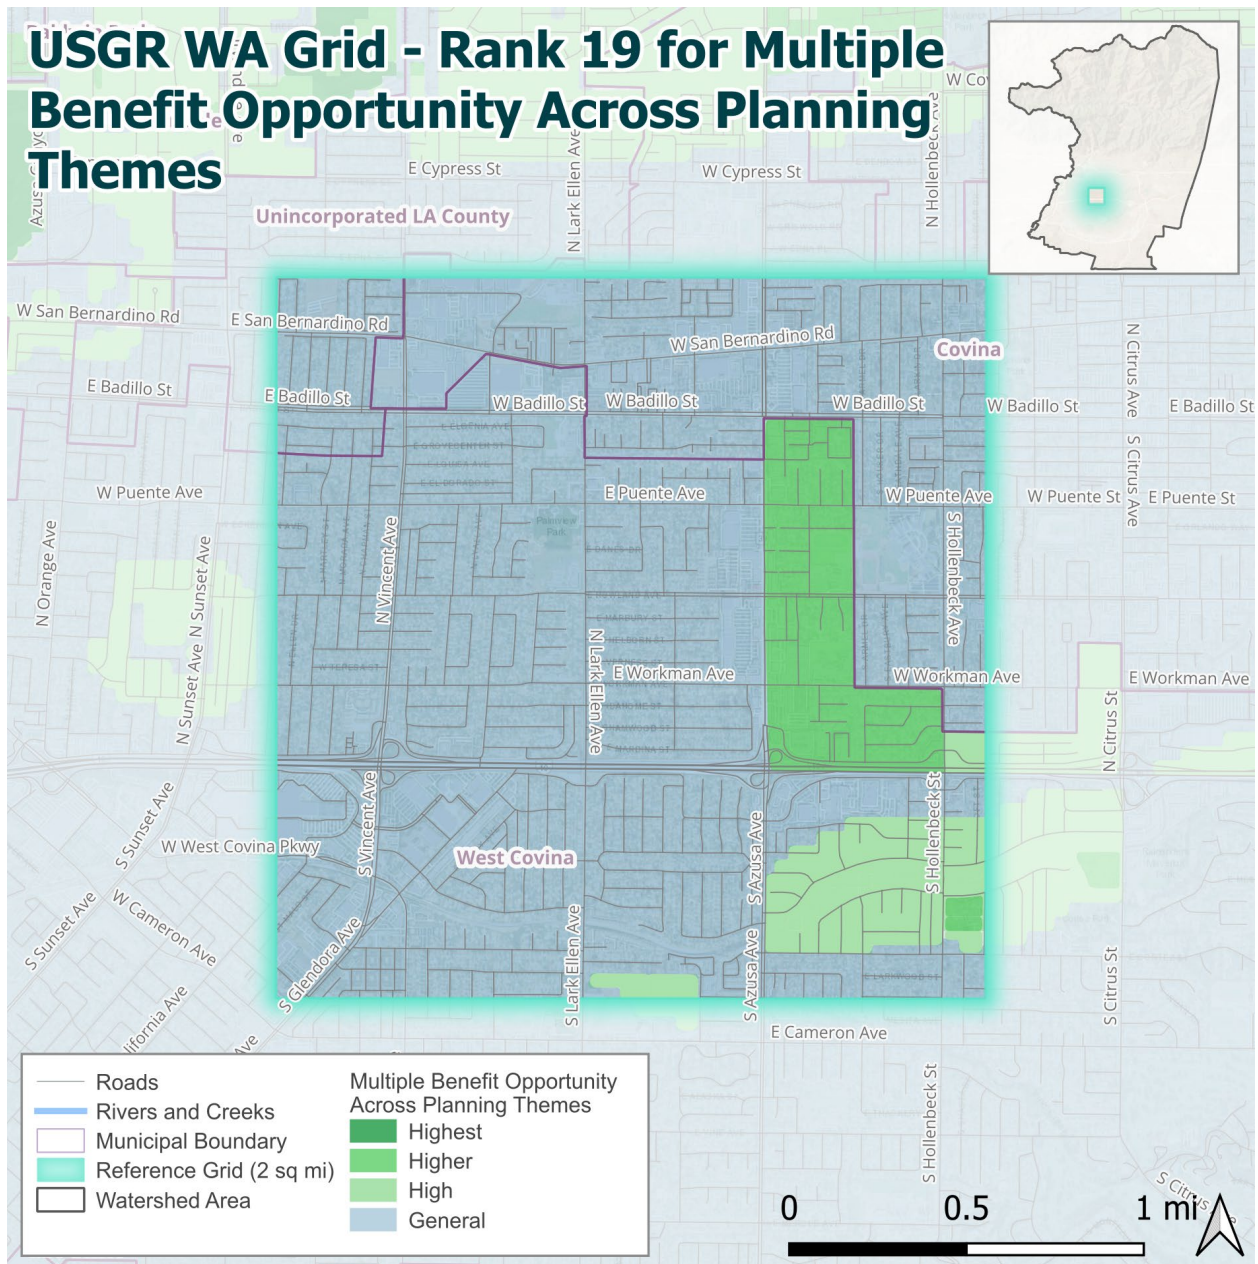 USGR WA Grid - Rank 19 for Multiple
Benefit Opportunity Across Planning
Themes
E Cypress St
W Cypress St
N Lark Ellen Ave
N Hollenbeck Ave
Unincorporated LA County
W San Bernardino Rd
E San Bernardino Rd
W San Bernardino Rd
Covina
N Citrus Ave
E Badillo St
E Badillo St
W Badillo St
W Badillo St
W Badillo St
W Badillo St
E Badillo St
S Citrus Ave
W Puente Ave
E Puente Ave
W Puente Ave
W Puente St
E Puente St
N Orange Ave
N Sunset Ave
N Sunset Ave
N Vincent Ave
N Lark Ellen Ave
S Hollenbeck Ave
E Workman Ave
W Workman Ave
E Workman Ave
N Citrus St
S Sunset Ave
W West Covina Pkwy
S Vincent Ave
West Covina
S Azusa Ave
S Hollenbeck St
S Sunset Ave
W Cameron Ave
S Glendora Ave
S Lark Ellen Ave
S Azusa Ave
S Citrus St
E Cameron Ave
S Hollenbeck St
Roads
Rivers and Creeks
Municipal Boundary
Reference Grid (2 sq mi)
Watershed Area
Multiple Benefit Opportunity
Across Planning Themes
Highest
Higher
High
General
0 0.5 1 mi